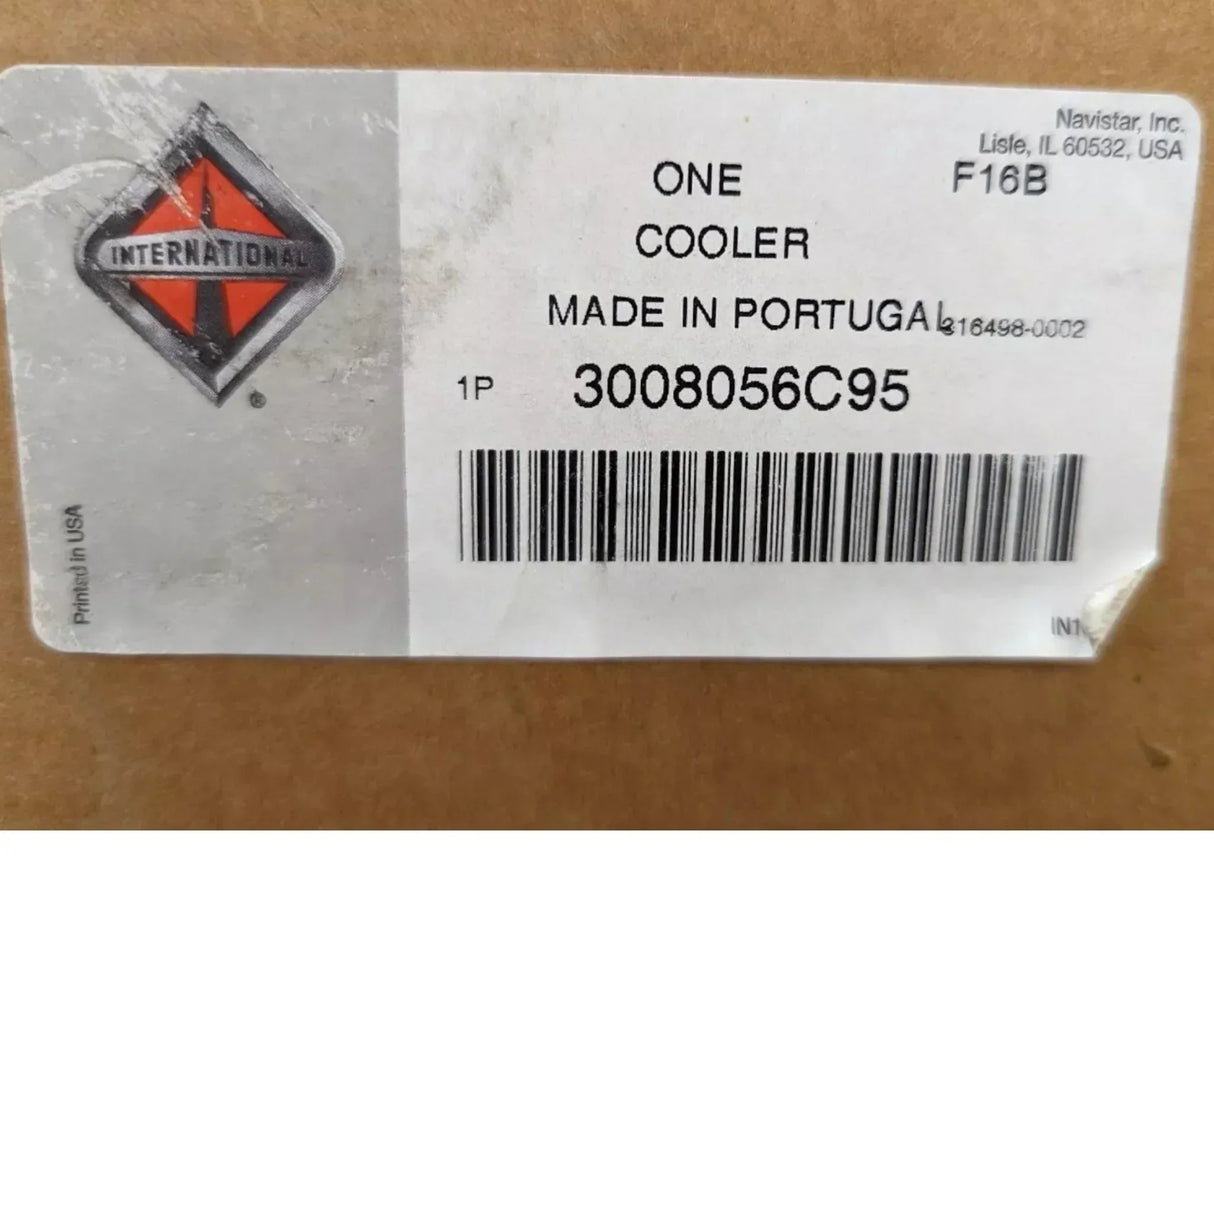 Navistar, Inc.
Lisle, IL 60532, USA
ONE F16B
COOLER
MADE IN PORTUGAL
316498-0002
1P 3008056C95
INTERNATIONAL
®
Printed in USA